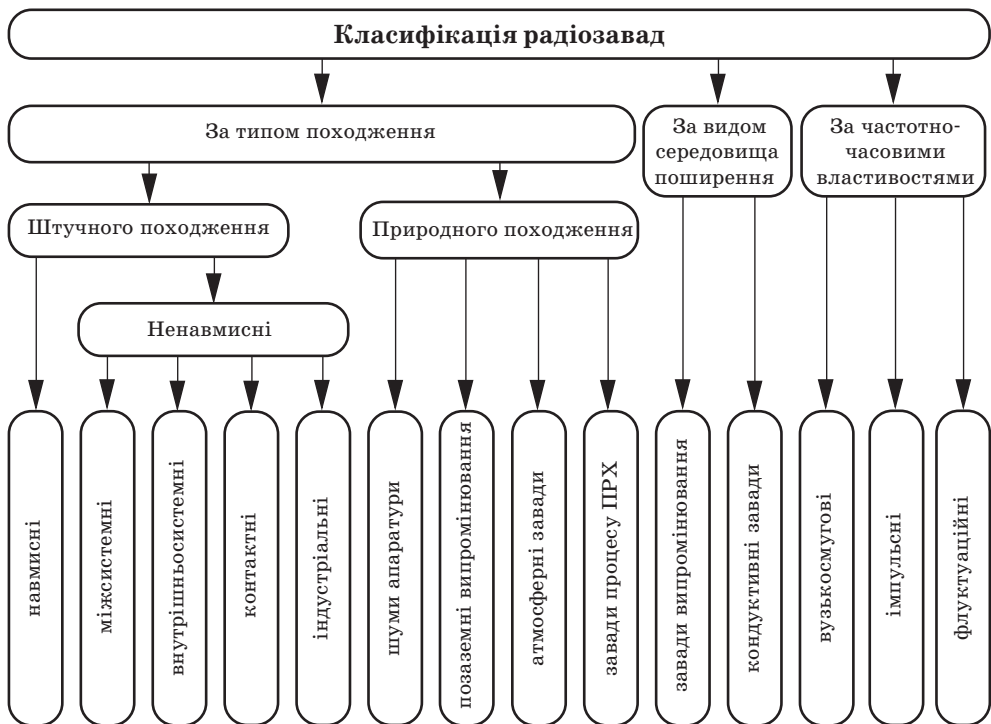 Класифікація радіозавад
За типом походження
За видом
середовища
поширення
За частотно-
часовими
властивостями
Штучного походження
Природного походження
Ненавмисні
навмисні
міжсистемні
внутрішньосистемні
контактні
індустріальні
шуми апаратури
позаземні випромінювання
атмосферні завади
завади процесу ПРХ
завади випромінювання
кондуктивні завади
вузькосмугові
імпульсні
флуктуаційні